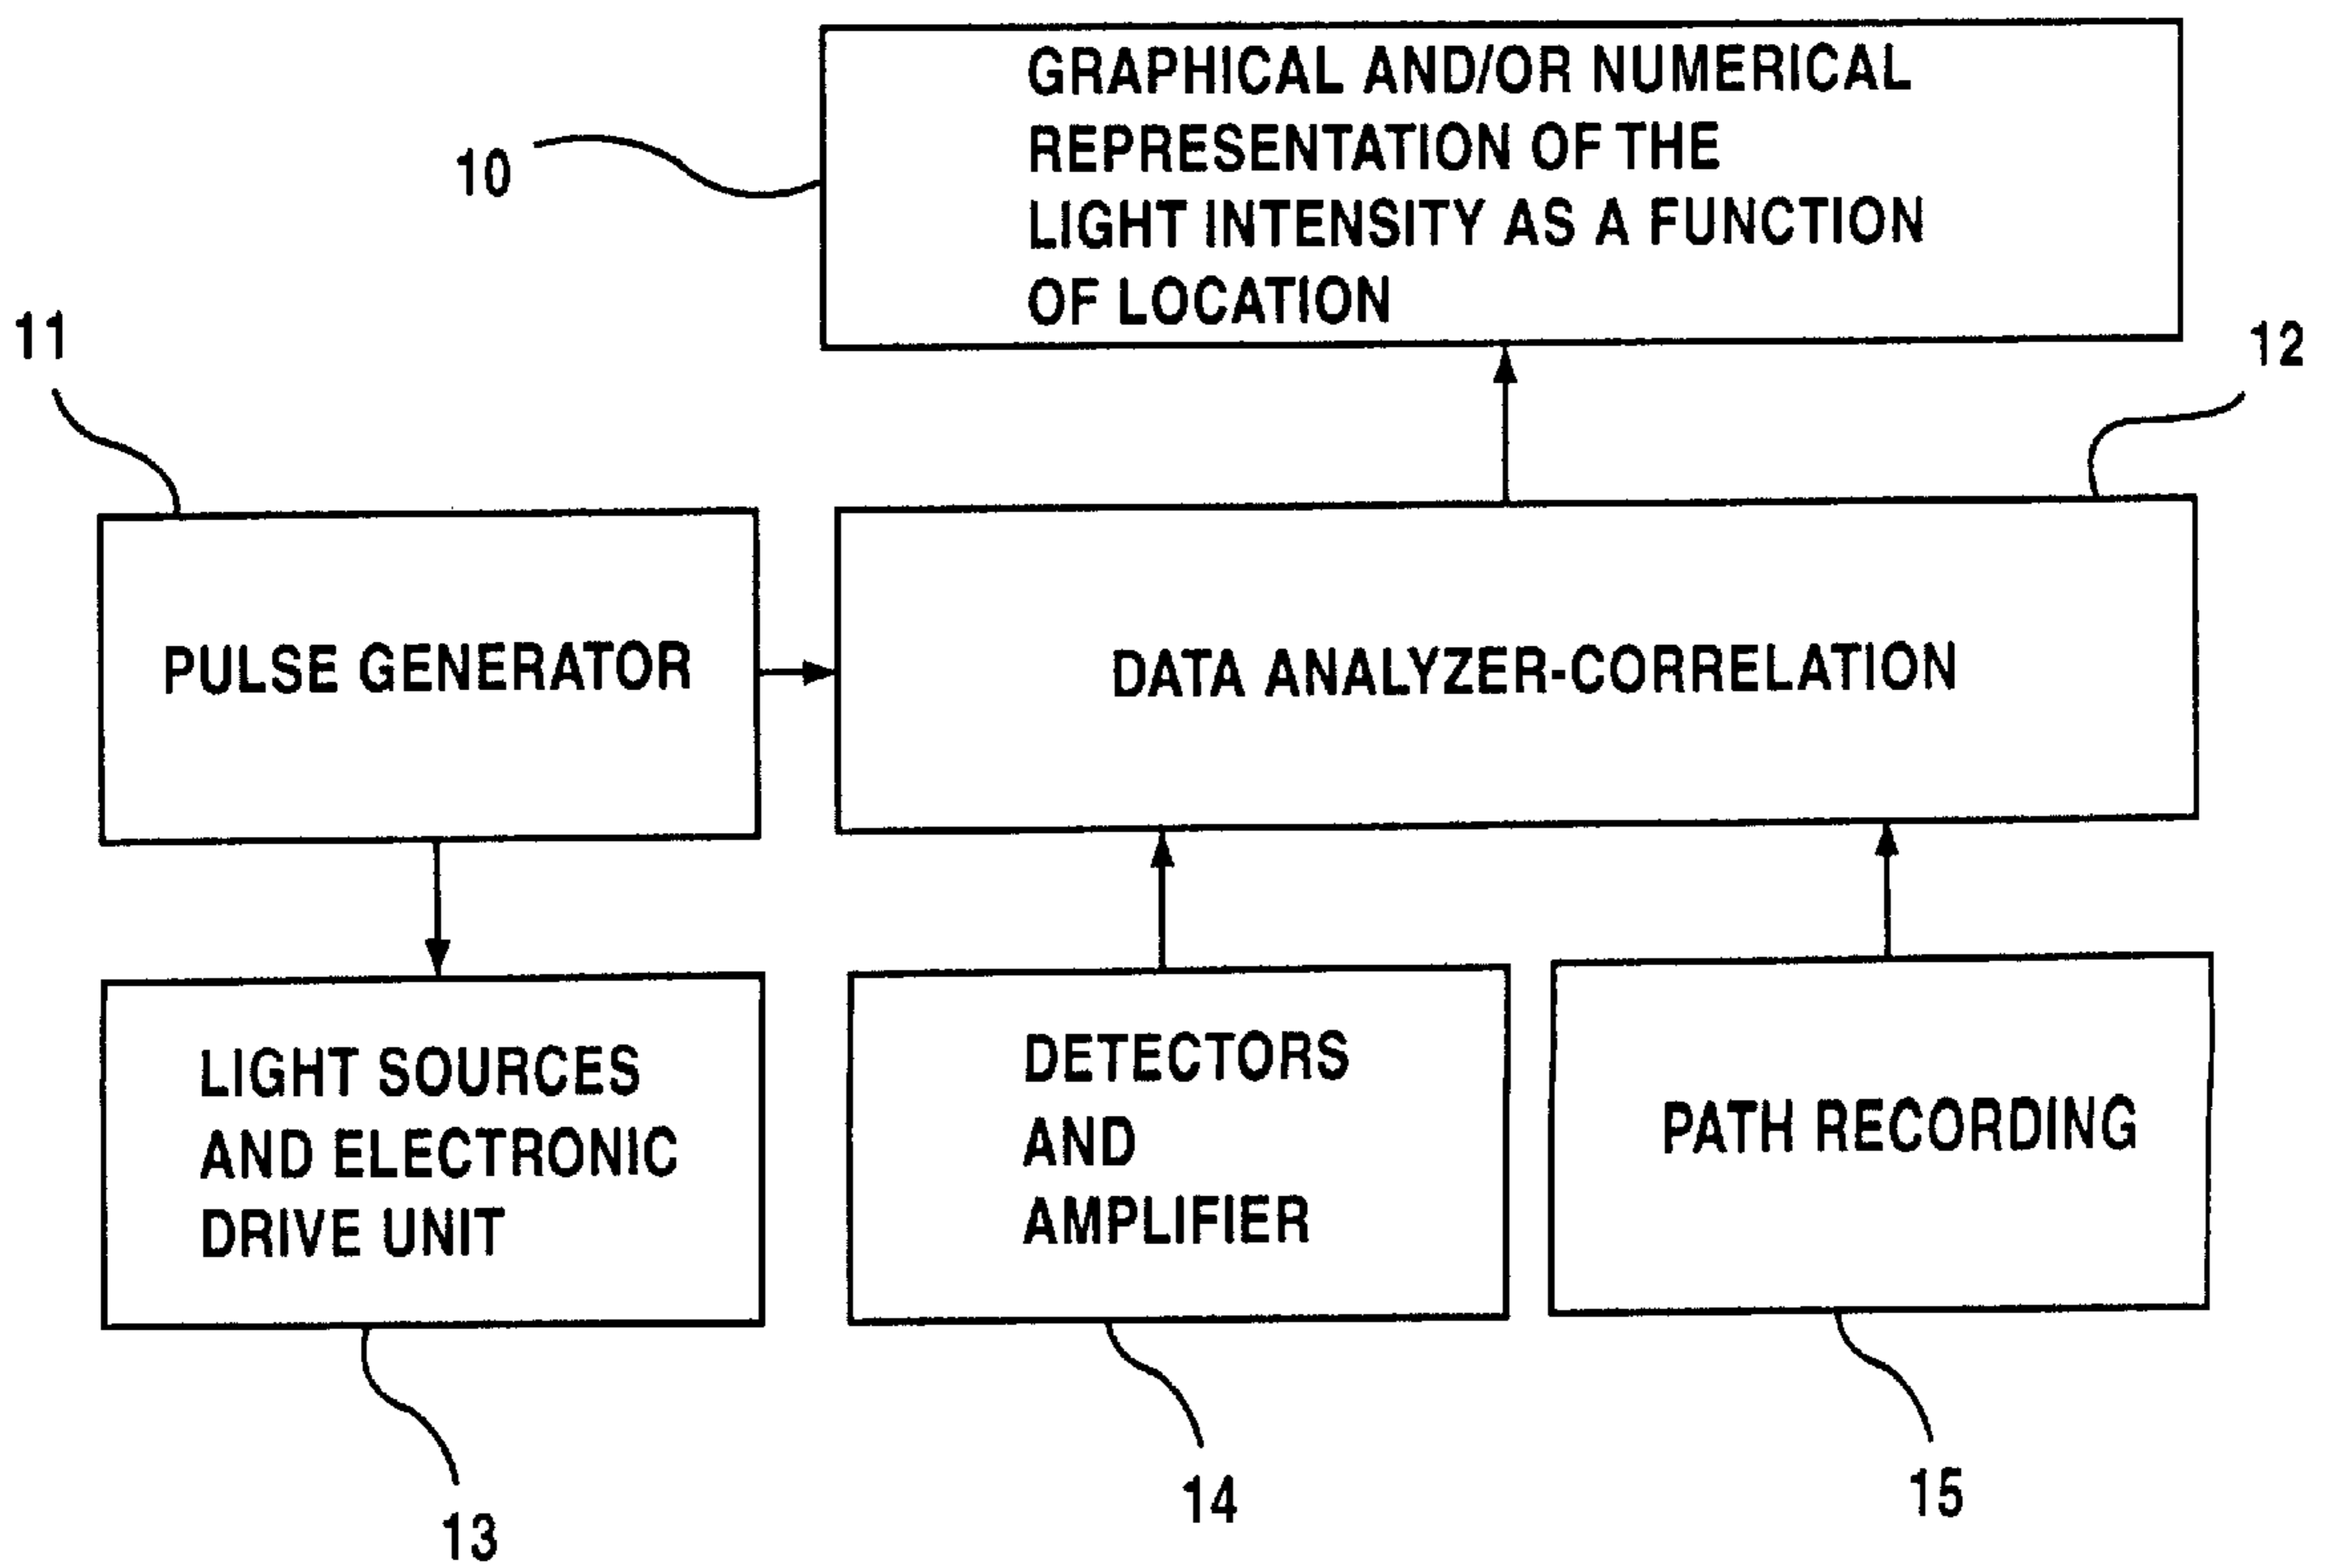 GRAPHICAL AND/OR NUMERICAL
REPRESENTATION OF THE
LIGHT INTENSITY AS A FUNCTION
OF LOCATION
10
11
12
PULSE GENERATOR
DATA ANALYZER-CORRELATION
LIGHT SOURCES
AND ELECTRONIC
DRIVE UNIT
DETECTORS
AND
AMPLIFIER
PATH RECORDING
13
14
15